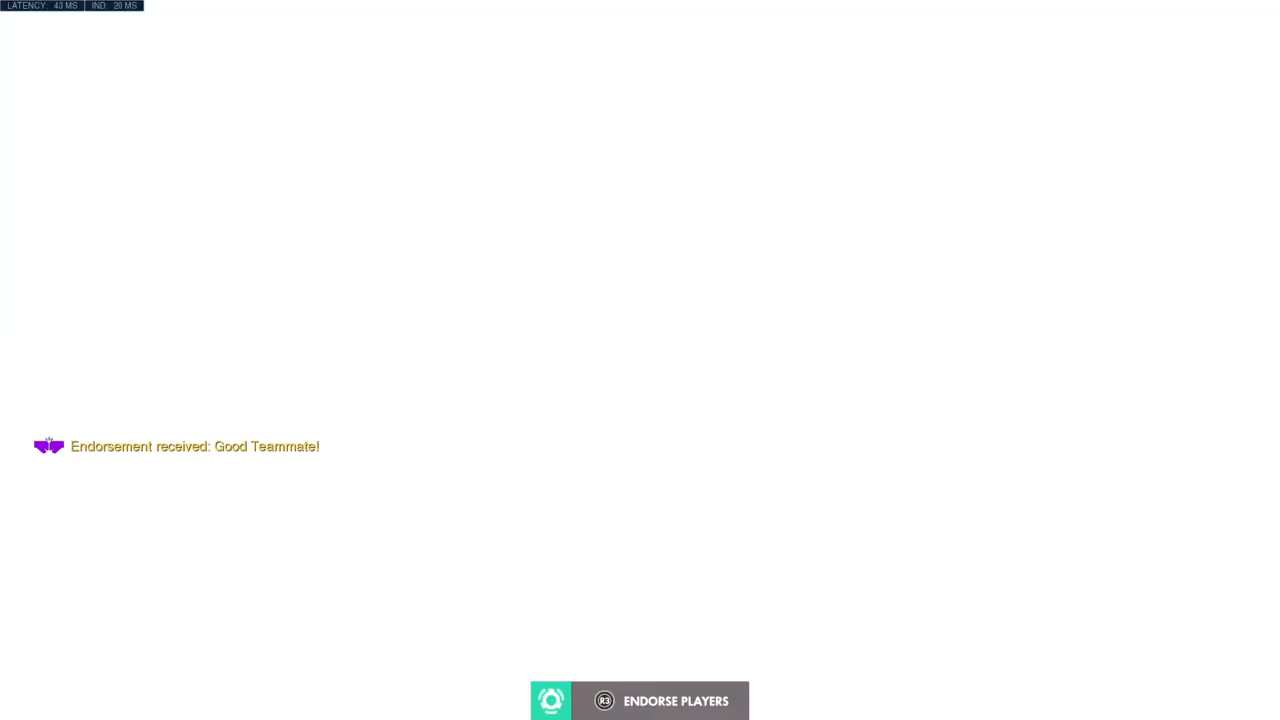 LATENCY: 43 MS IND: 20 MS
Endorsement received: Good Teammate!
R3 ENDORSE PLAYERS